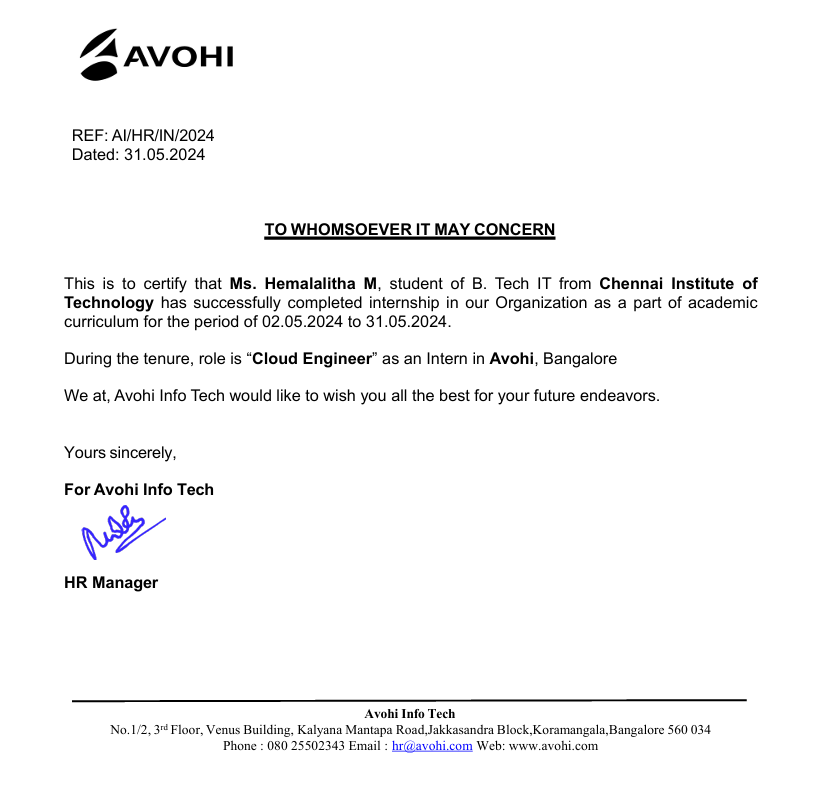 AVOHI
REF: AI/HR/IN/2024
Dated: 31.05.2024
TO WHOMSOEVER IT MAY CONCERN
This is to certify that Ms. Hemalalitha M, student of B. Tech IT from Chennai Institute of
Technology has successfully completed internship in our Organization as a part of academic
curriculum for the period of 02.05.2024 to 31.05.2024.
During the tenure, role is “Cloud Engineer” as an Intern in Avohi, Bangalore
We at, Avohi Info Tech would like to wish you all the best for your future endeavors.
Yours sincerely,
For Avohi Info Tech
HR Manager
Avohi Info Tech
No.1/2, 3rd Floor, Venus Building, Kalyana Mantapa Road,Jakkasandra Block,Koramangala,Bangalore 560 034
Phone : 080 25502343 Email : hr@avohi.com Web: www.avohi.com